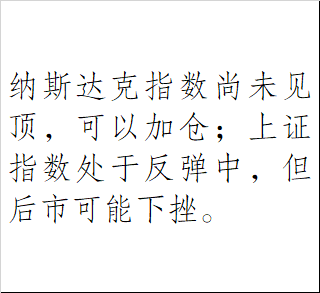 纳斯达克指数尚未见
顶，可以加仓；上证
指数处于反弹中，但
后市可能下挫。